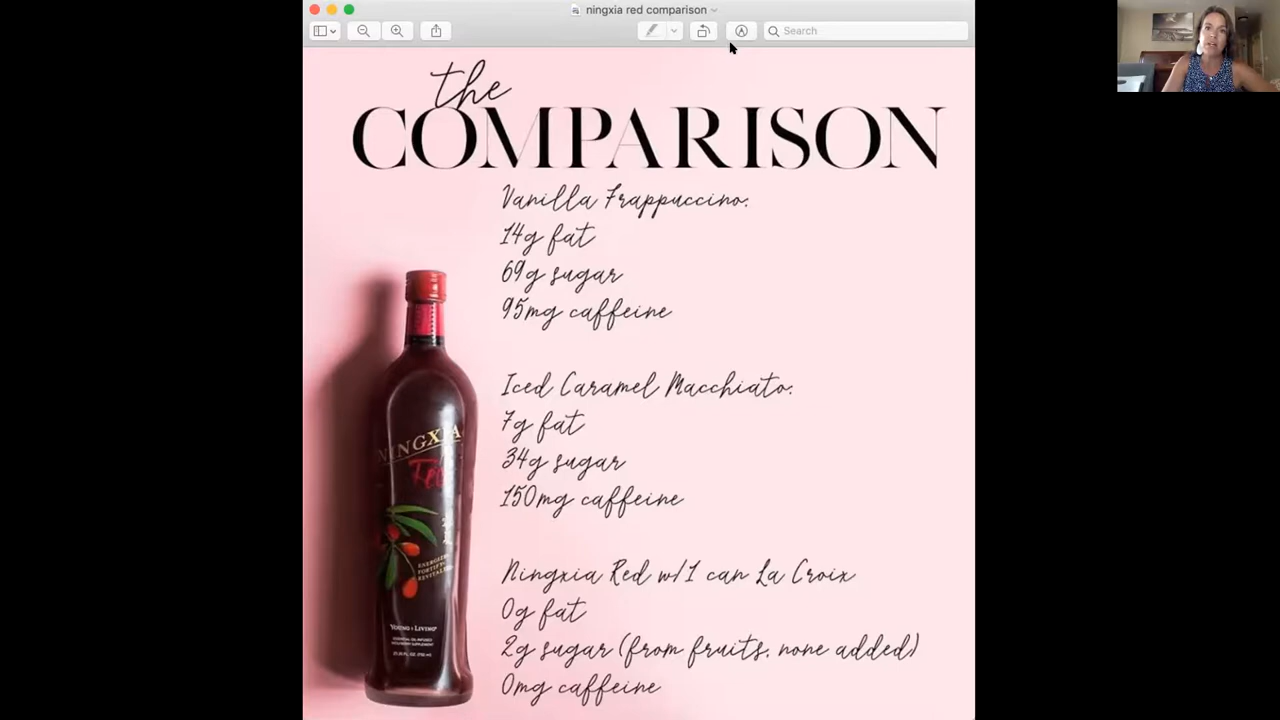 ningxia red comparison
Search
the
COMPARISON
Vanilla Frappuccino:
14g fat
69g sugar
95mg caffeine
Iced Caramel Macchiato:
7g fat
34g sugar
150mg caffeine
Ningxia Red w/1 can La Croix
0g fat
2g sugar (from fruits, none added)
0mg caffeine
NINGXIA
Red
YOUNG LIVING